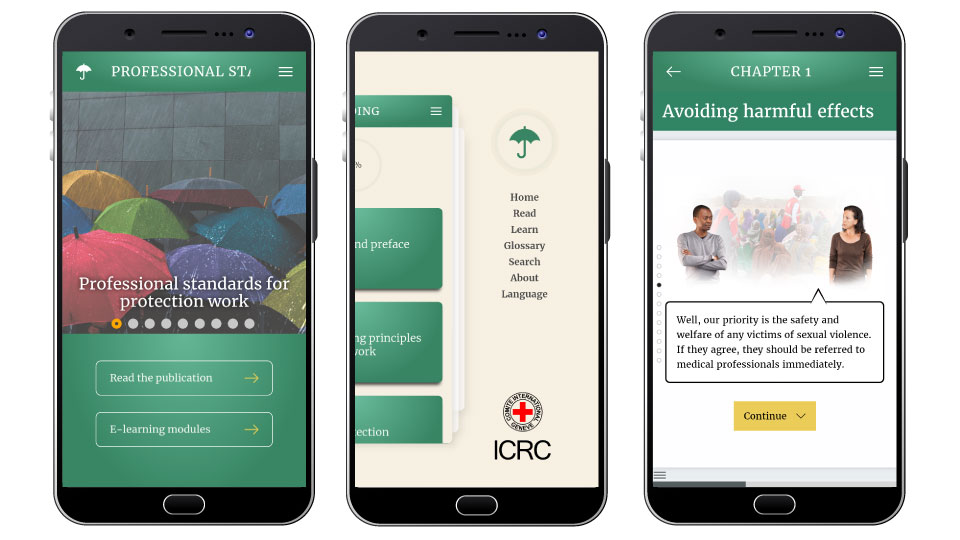 PROFESSIONAL STA
Professional standards for
protection work
Read the publication
E-learning modules
DING
%
nd preface
ng principles
work
tection
Home
Read
Learn
Glossary
Search
About
Language
COMITE INTERNATIONAL
GENEVE
ICRC
CHAPTER 1
Avoiding harmful effects
Well, our priority is the safety and
welfare of any victims of sexual violence.
If they agree, they should be referred to
medical professionals immediately.
Continue